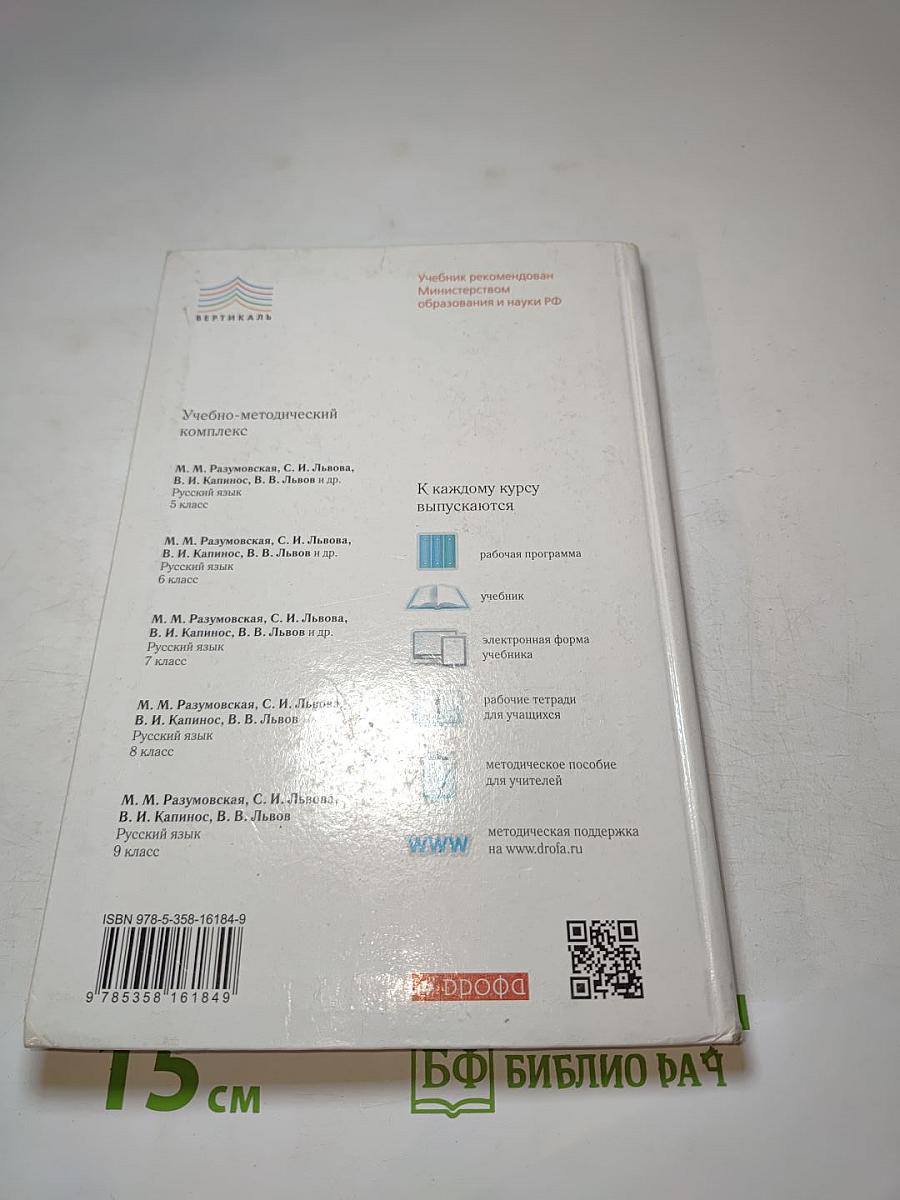 ВЕРТИКАЛЬ
Учебник рекомендован
Министерством
образования и науки РФ
Учебно-методический
комплекс
М. М. Разумовская, С. И. Львова,
В. И. Капинос, В. В. Львов и др.
Русский язык
5 класс
М. М. Разумовская, С. И. Львова,
В. И. Капинос, В. В. Львов и др.
Русский язык
6 класс
М. М. Разумовская, С. И. Львова,
В. И. Капинос, В. В. Львов и др.
Русский язык
7 класс
М. М. Разумовская, С. И. Львова,
В. И. Капинос, В. В. Львов
Русский язык
8 класс
М. М. Разумовская, С. И. Львова,
В. И. Капинос, В. В. Львов
Русский язык
9 класс
К каждому курсу
выпускаются
рабочая программа
учебник
электронная форма
учебника
рабочие тетради
для учащихся
методическое пособие
для учителей
www
методическая поддержка
на www.drofa.ru
ISBN 978-5-358-16184-9
9 785358 161849
дрофа
15 см
БФ